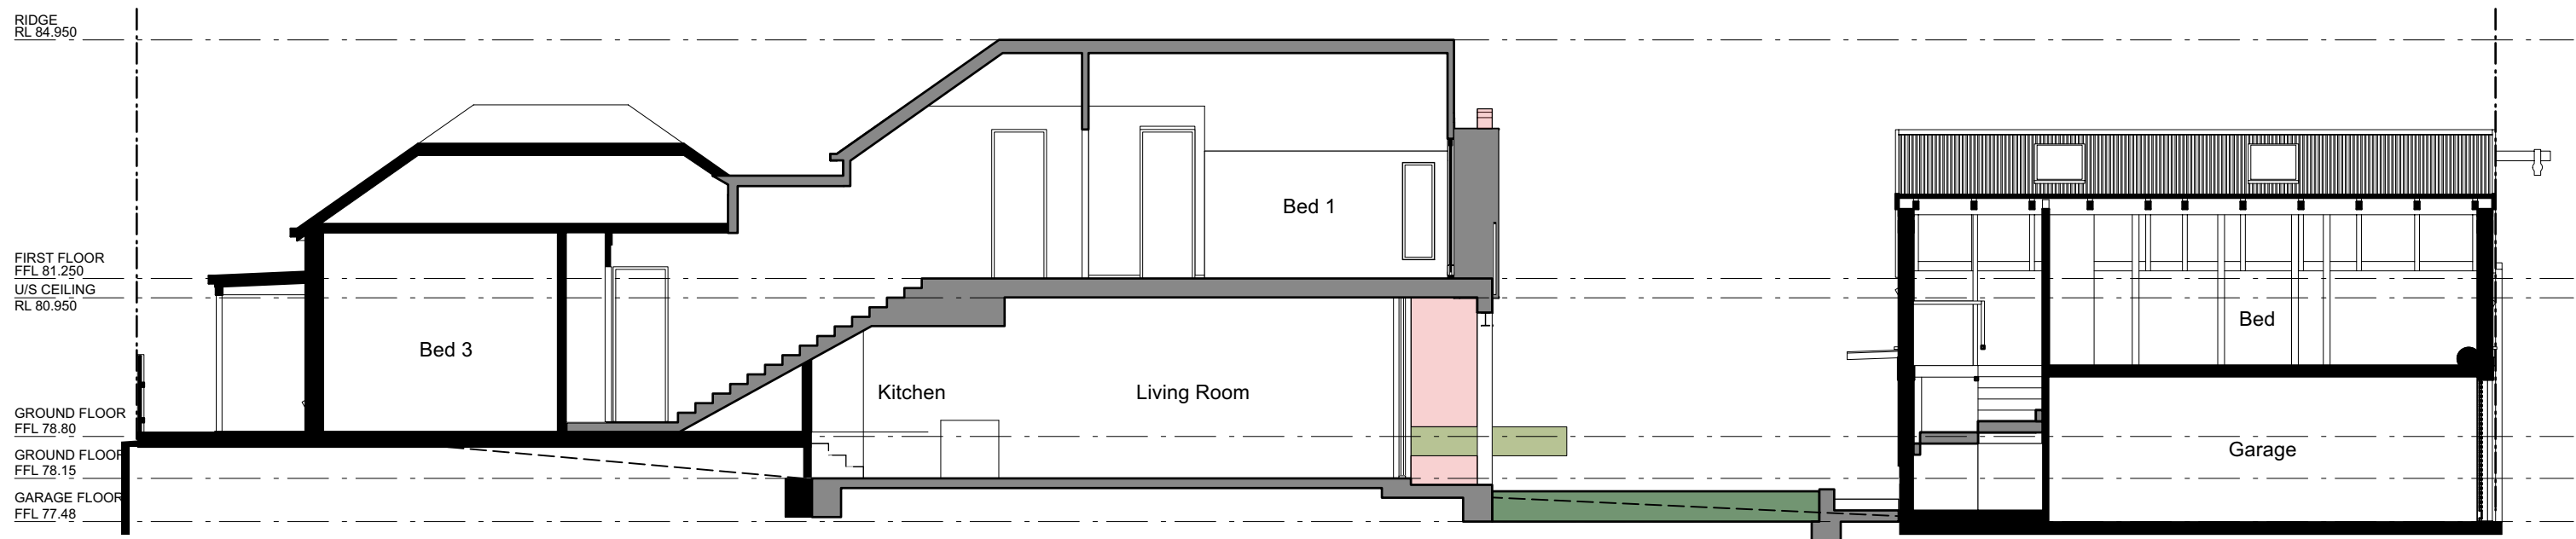 RIDGE
RL 84.950
FIRST FLOOR
FFL 81.250
U/S CEILING
RL 80.950
GROUND FLOOR
FFL 78.80
GROUND FLOOR
FFL 78.15
GARAGE FLOOR
FFL 77.48
Bed 3
Kitchen
Living Room
Bed 1
Bed
Garage